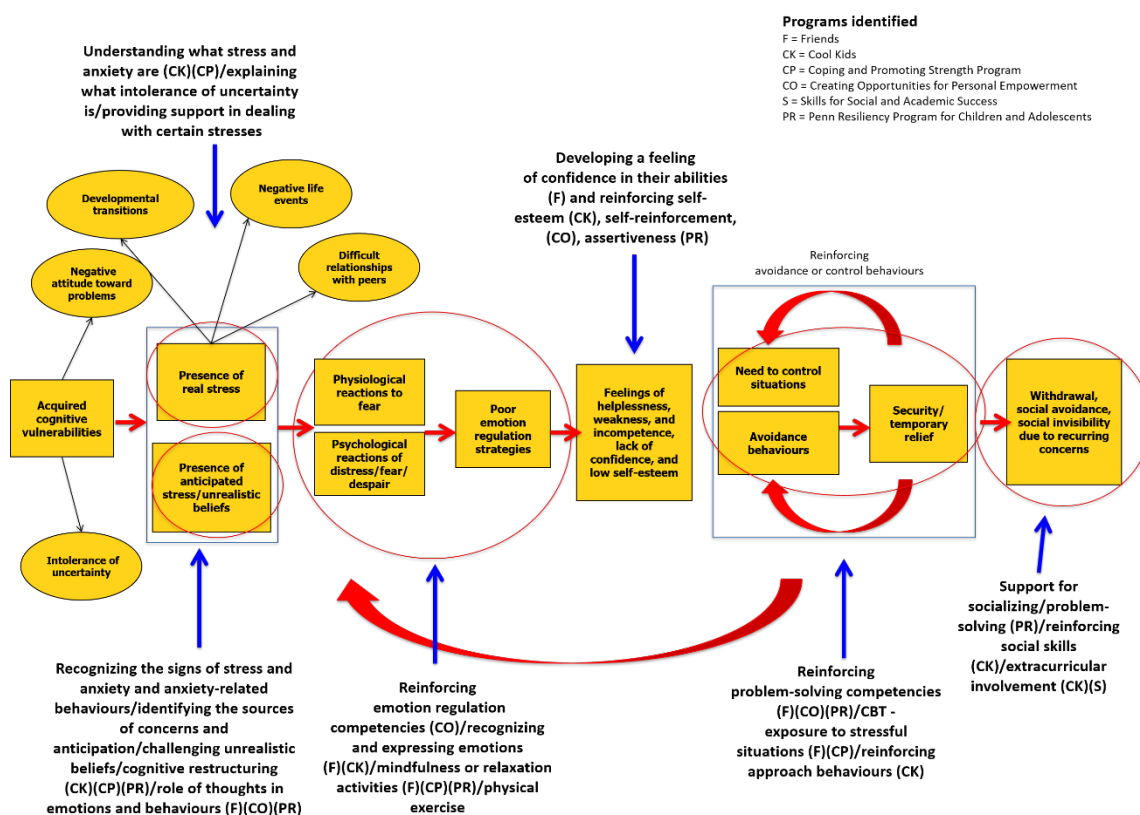 Programs identified
F = Friends
CK = Cool Kids
CP = Coping and Promoting Strength Program
CO = Creating Opportunities for Personal Empowerment
S = Skills for Social and Academic Success
PR = Penn Resiliency Program for Children and Adolescents
Understanding what stress and
anxiety are (CK)(CP)/explaining
what intolerance of uncertainty
is/providing support in dealing
with certain stresses
Developing a feeling
of confidence in their abilities
(F) and reinforcing self-
esteem (CK), self-reinforcement,
(CO), assertiveness (PR)
Developmental
transitions
Negative life
events
Negative
attitude toward
problems
Difficult
relationships
with peers
Reinforcing
avoidance or control behaviours
Acquired
cognitive
vulnerabilities
Presence of
real stress
Presence of
anticipated
stress/unrealistic
beliefs
Physiological
reactions to
fear
Psychological
reactions of
distress/fear/
despair
Poor
emotion
regulation
strategies
Feelings of
helplessness,
weakness, and
incompetence,
lack of
confidence, and
low self-esteem
Need to control
situations
Avoidance
behaviours
Security/
temporary
relief
Withdrawal,
social avoidance,
social invisibility
due to recurring
concerns
Intolerance of
uncertainty
Recognizing the signs of stress and
anxiety and anxiety-related
behaviours/identifying the sources
of concerns and
anticipation/challenging unrealistic
beliefs/cognitive restructuring
(CK)(CP)(PR)/role of thoughts in
emotions and behaviours (F)(CO)(PR)
Reinforcing
emotion regulation
competencies (CO)/recognizing
and expressing emotions
(F)(CK)/mindfulness or relaxation
activities (F)(CP)(PR)/physical
exercise
Reinforcing
problem-solving competencies
(F)(CO)(PR)/CBT -
exposure to stressful
situations (F)(CP)/reinforcing
approach behaviours (CK)
Support for
socializing/problem-
solving (PR)/reinforcing
social skills
(CK)/extracurricular
involvement (CK)(S)